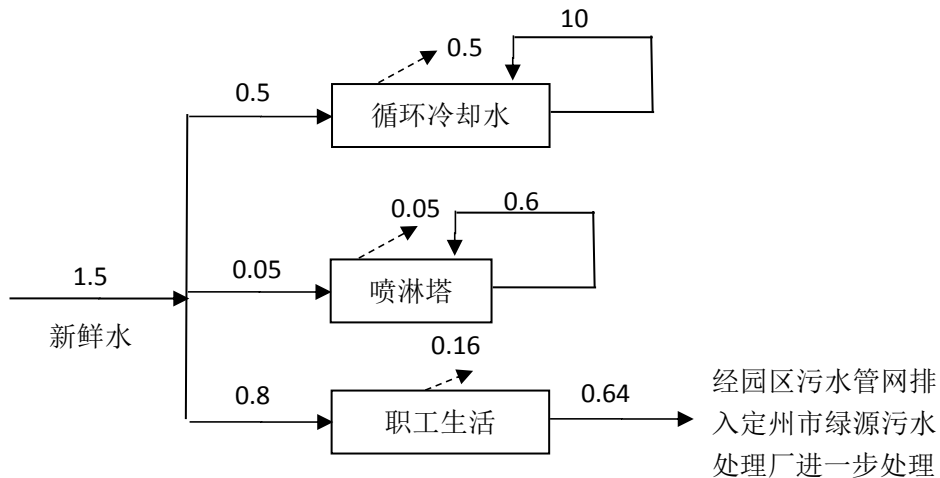 10
0.5
0.5
循环冷却水
0.05
0.6
1.5
0.05
喷淋塔
新鲜水
0.16
0.8
职工生活
0.64
经园区污水管网排
入定州市绿源污水
处理厂进一步处理